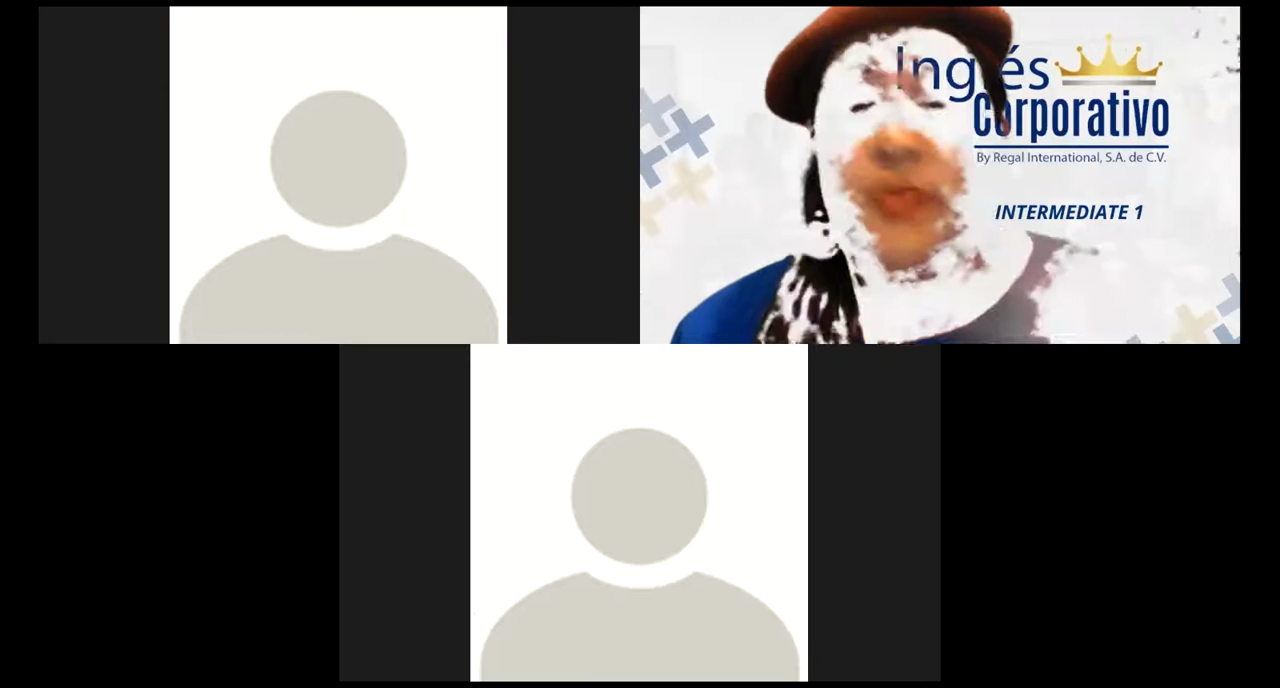 Inglés
Corporativo
By Regal International, S.A. de C.V.
INTERMEDIATE 1